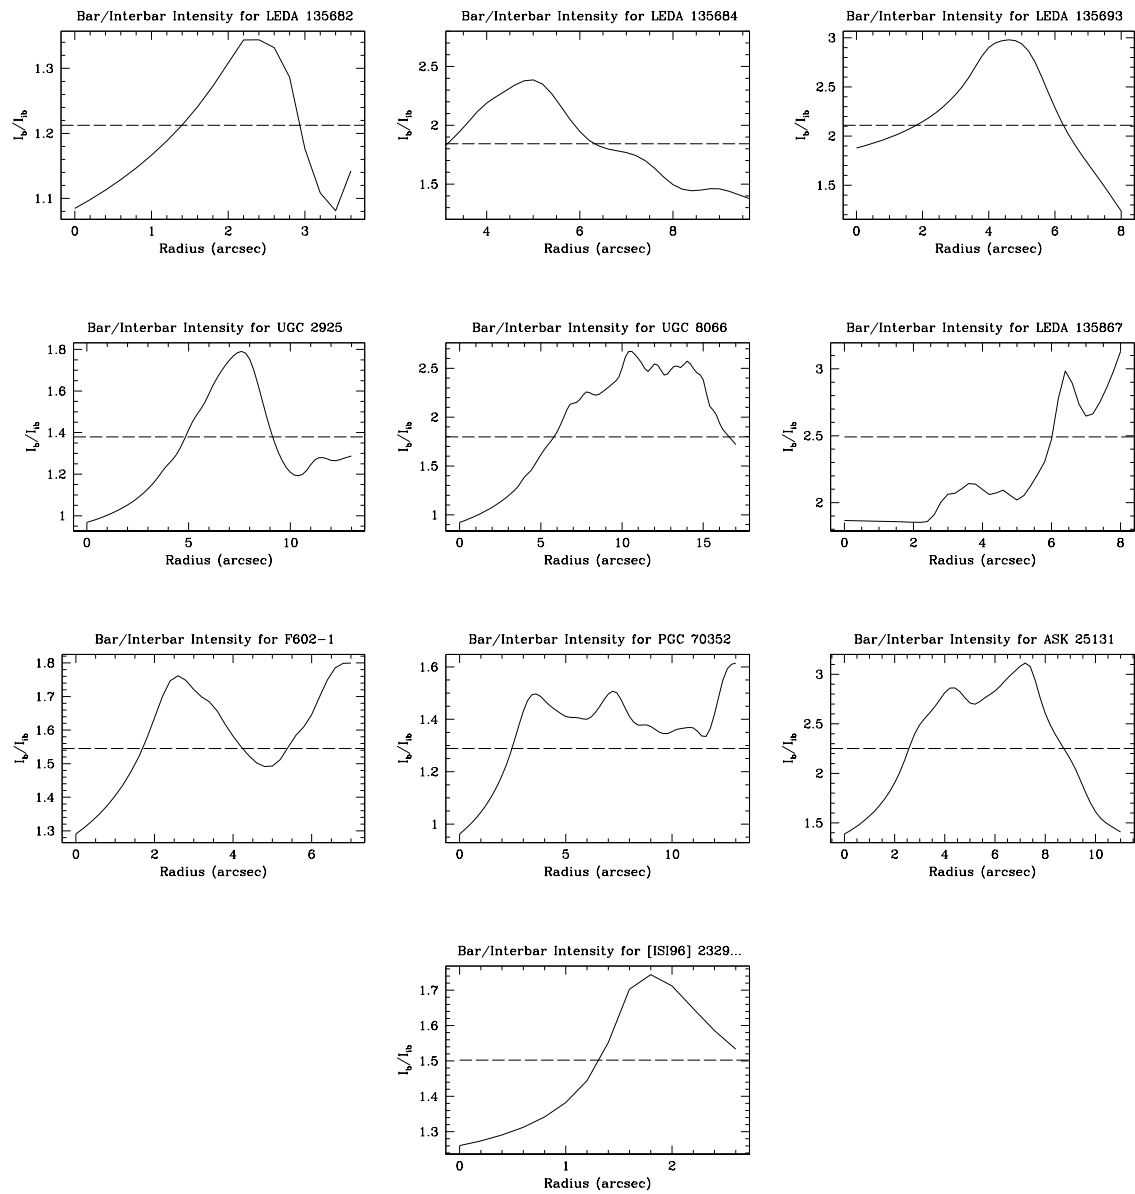 Bar/Interbar Intensity for LEDA 135682
Bar/Interbar Intensity for LEDA 135684
Bar/Interbar Intensity for LEDA 135693
I_b/I_ib
1.3
1.2
1.1
0 1 2 3
Radius (arcsec)
I_b/I_ib
2.5
2
1.5
4 6 8
Radius (arcsec)
I_b/I_ib
3
2.5
2
1.5
0 2 4 6 8
Radius (arcsec)
Bar/Interbar Intensity for UGC 2925
Bar/Interbar Intensity for UGC 8066
Bar/Interbar Intensity for LEDA 135867
I_b/I_ib
1.8
1.6
1.4
1.2
1
0 5 10
Radius (arcsec)
I_b/I_ib
2.5
2
1.5
1
0 5 10 15
Radius (arcsec)
I_b/I_ib
3
2.5
2
0 2 4 6 8
Radius (arcsec)
Bar/Interbar Intensity for F602-1
Bar/Interbar Intensity for PGC 70352
Bar/Interbar Intensity for ASK 25131
I_b/I_ib
1.8
1.7
1.6
1.5
1.4
1.3
0 2 4 6
Radius (arcsec)
I_b/I_ib
1.6
1.4
1.2
1
0 5 10
Radius (arcsec)
I_b/I_ib
3
2.5
2
1.5
0 2 4 6 8 10
Radius (arcsec)
Bar/Interbar Intensity for [ISI96] 2329...
I_b/I_ib
1.7
1.6
1.5
1.4
1.3
0 1 2
Radius (arcsec)